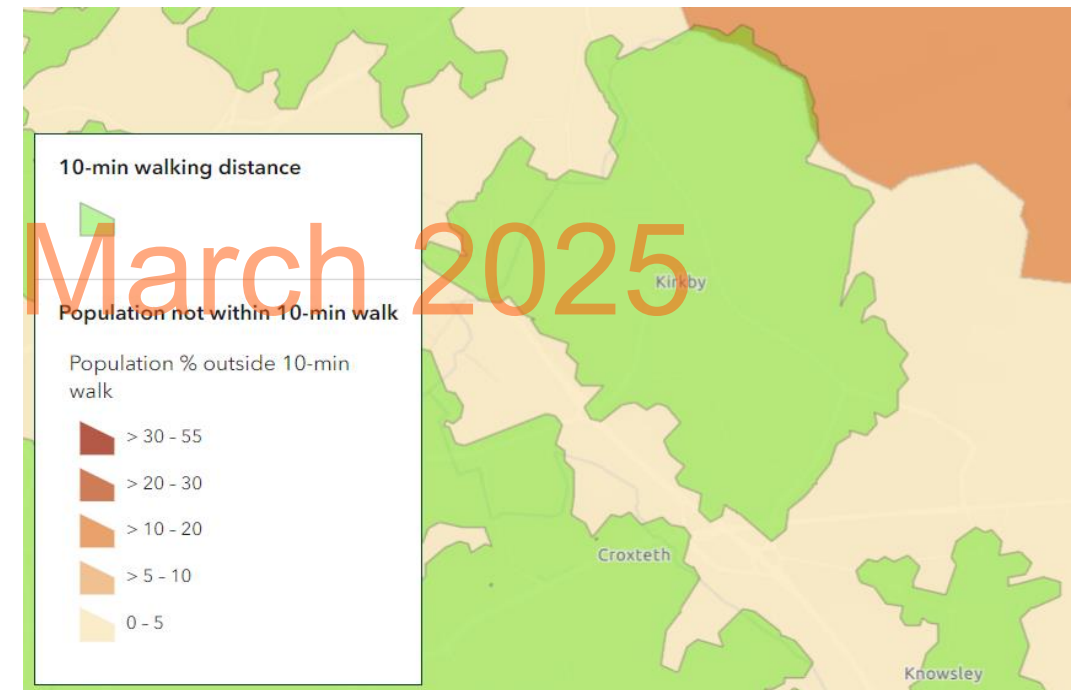 10-min walking distance
March 2025
Kirkby
Population not within 10-min walk
Population % outside 10-min
walk
> 30 - 55
> 20 - 30
> 10 - 20
> 5 - 10
0 - 5
Croxteth
Knowsley